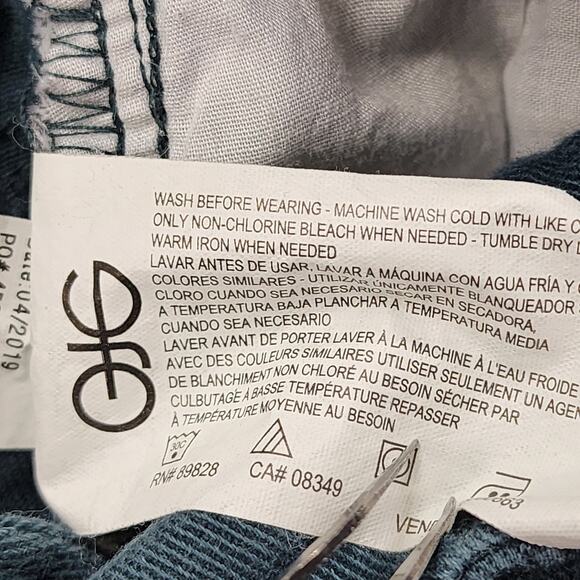 WASH BEFORE WEARING - MACHINE WASH COLD WITH LIKE C
ONLY NON-CHLORINE BLEACH WHEN NEEDED - TUMBLE DRY
WARM IRON WHEN NEEDED
LAVAR ANTES DE USAR, LAVAR A MÁQUINA CON AGUA FRÍA Y
COLORES SIMILARES - UTILIZAR ÚNICAMENTE BLANQUEADOR
CLORO CUANDO SEA NECESARIO SECAR EN SECADORA,
A TEMPERATURA BAJA PLANCHAR A TEMPERATURA MEDIA
CUANDO SEA NECESARIO
LAVER AVANT DE PORTER LAVER À LA MACHINE À L'EAU FROIDE
AVEC DES COULEURS SIMILAIRES UTILISER SEULEMENT UN AGEN
DE BLANCHIMENT NON CHLORÉ AU BESOIN SÉCHER PAR
CULBUTAGE À BASSE TEMPÉRATURE REPASSER
À TEMPÉRATURE MOYENNE AU BESOIN
30C
RN# 89828
CA# 08349
VEN
04/2019
PO#